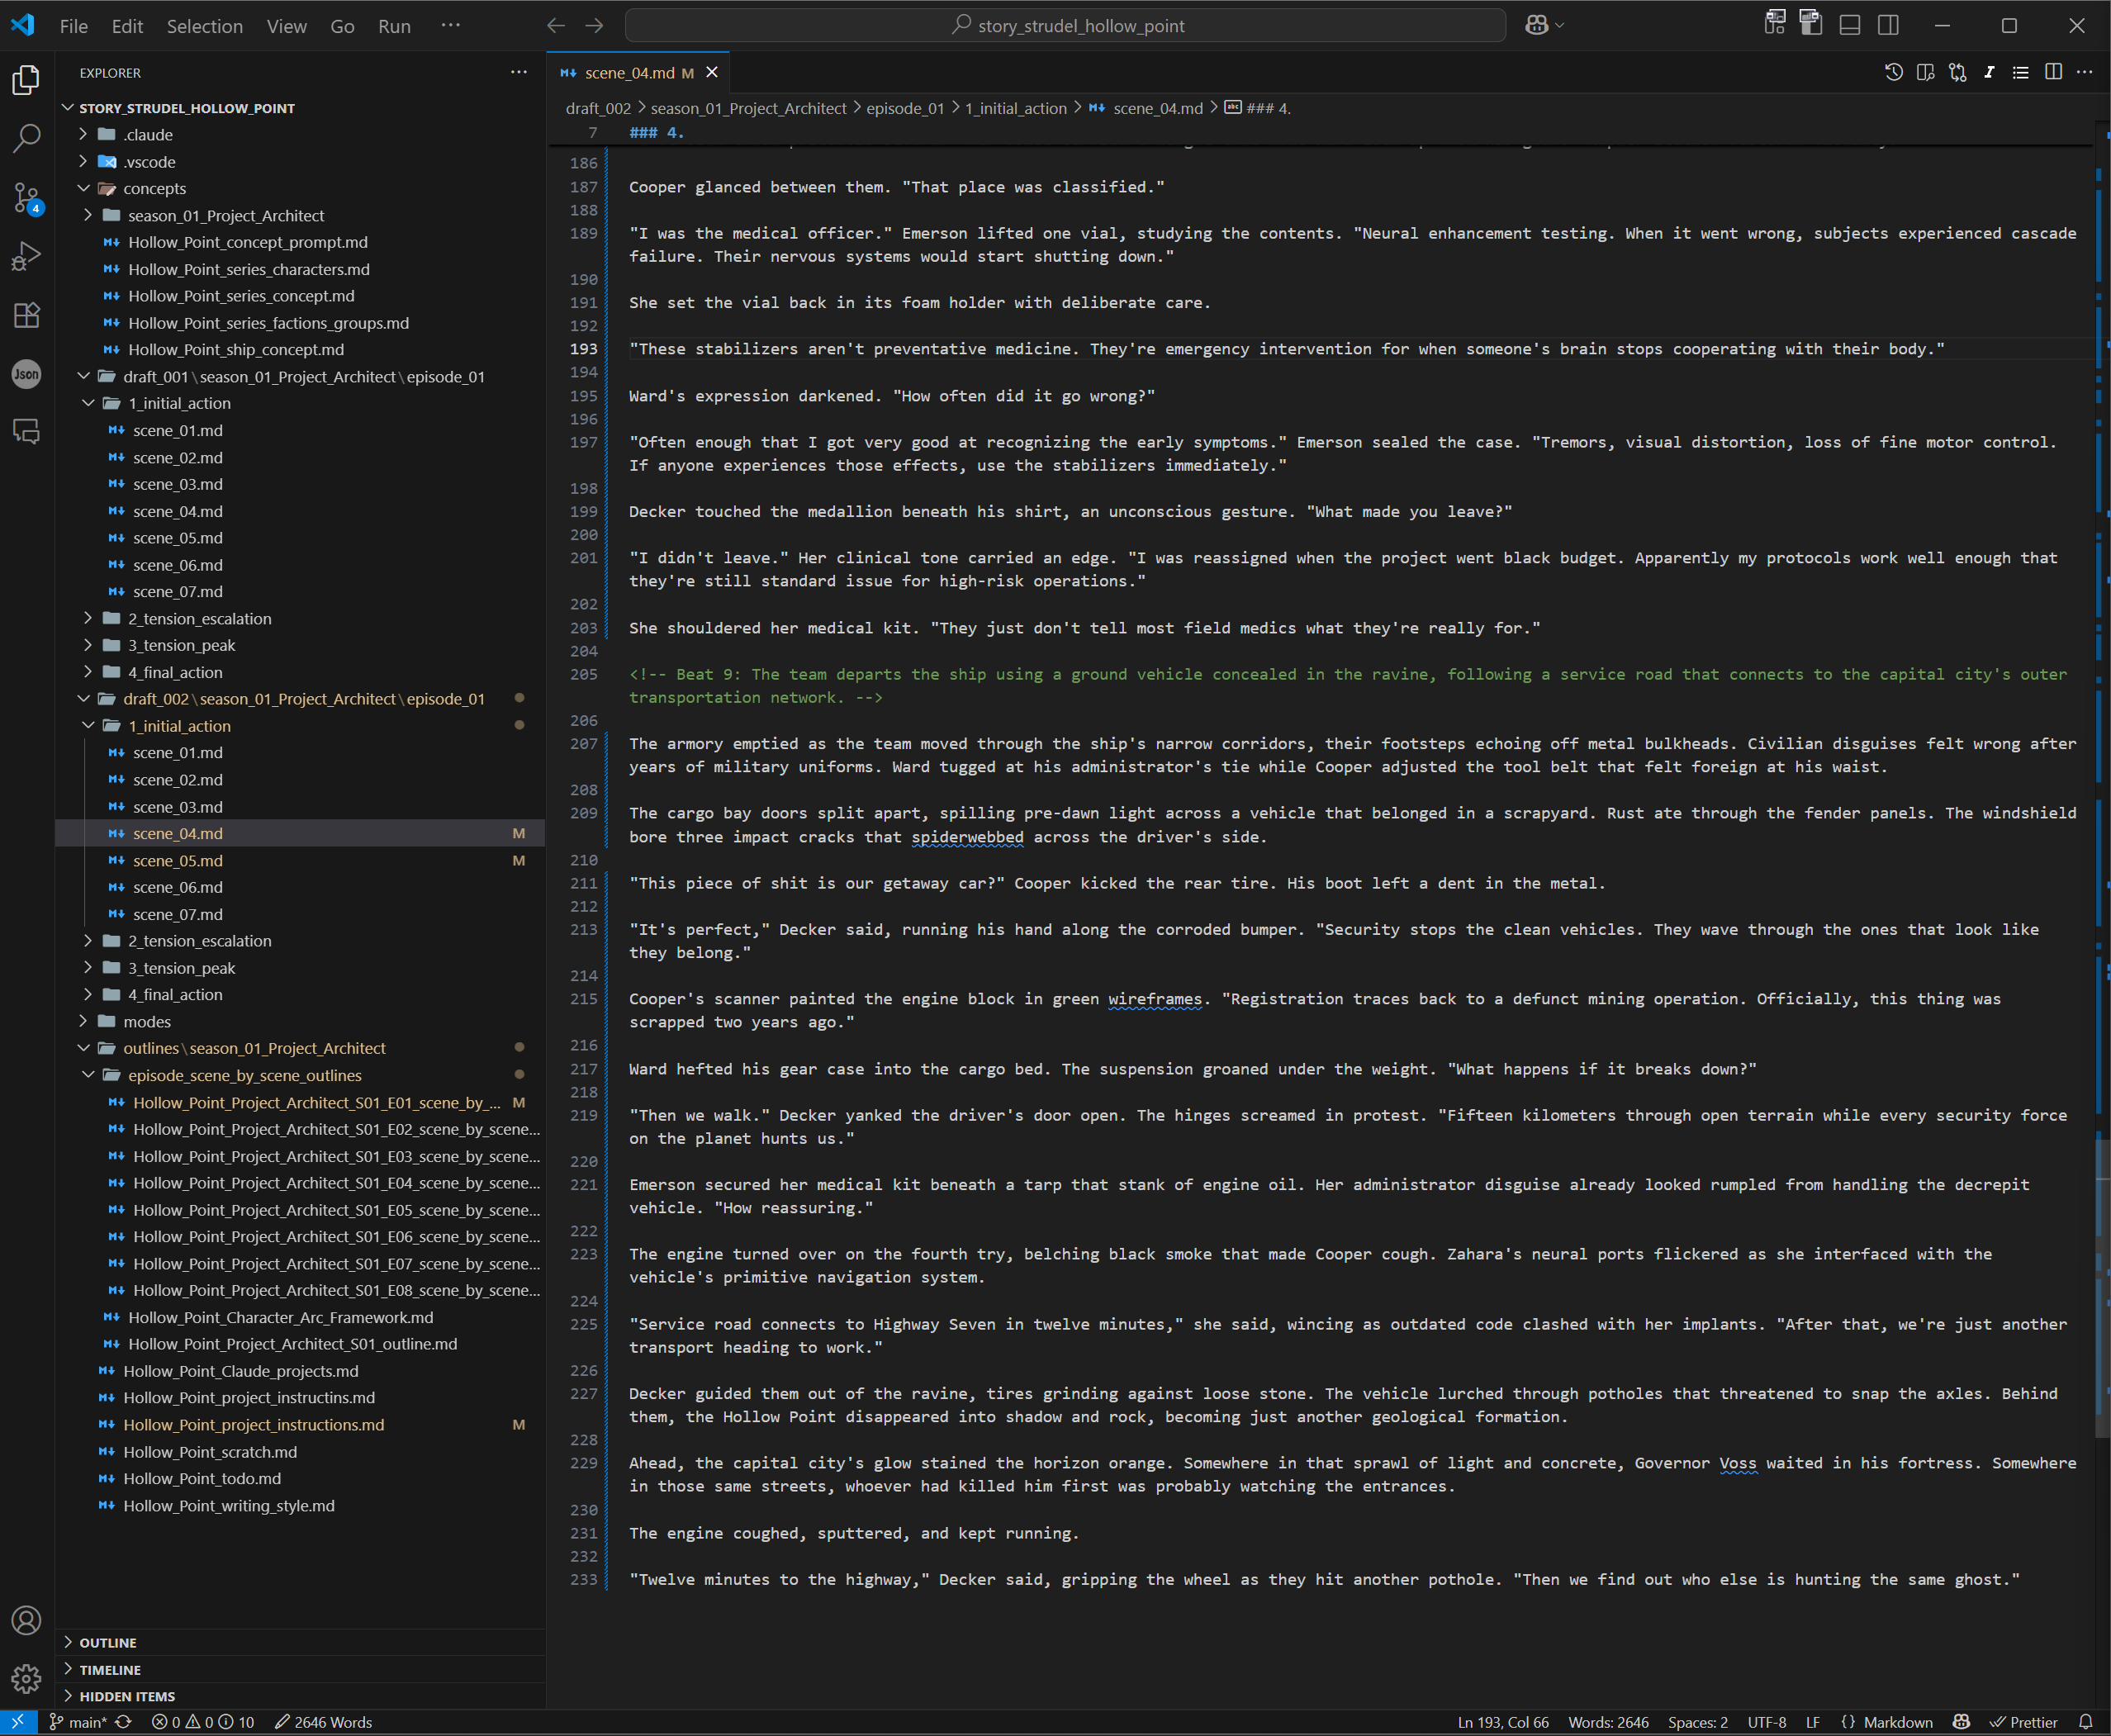 File Edit Selection View Go Run ···
story_strudel_hollow_point
EXPLORER
STORY_STRUDEL_HOLLOW_POINT
.claude
.vscode
concepts
season_01_Project_Architect
Hollow_Point_concept_prompt.md
Hollow_Point_series_characters.md
Hollow_Point_series_concept.md
Hollow_Point_series_factions_groups.md
Hollow_Point_ship_concept.md
draft_001\season_01_Project_Architect\episode_01
1_initial_action
scene_01.md
scene_02.md
scene_03.md
scene_04.md
scene_05.md
scene_06.md
scene_07.md
2_tension_escalation
3_tension_peak
4_final_action
draft_002\season_01_Project_Architect\episode_01
1_initial_action
scene_01.md
scene_02.md
scene_03.md
scene_04.md M
scene_05.md M
scene_06.md
scene_07.md
2_tension_escalation
3_tension_peak
4_final_action
modes
outlines\season_01_Project_Architect
episode_scene_by_scene_outlines
Hollow_Point_Project_Architect_S01_E01_scene_by_... M
Hollow_Point_Project_Architect_S01_E02_scene_by_scene...
Hollow_Point_Project_Architect_S01_E03_scene_by_scene...
Hollow_Point_Project_Architect_S01_E04_scene_by_scene...
Hollow_Point_Project_Architect_S01_E05_scene_by_scene...
Hollow_Point_Project_Architect_S01_E06_scene_by_scene...
Hollow_Point_Project_Architect_S01_E07_scene_by_scene...
Hollow_Point_Project_Architect_S01_E08_scene_by_scene...
Hollow_Point_Character_Arc_Framework.md
Hollow_Point_Project_Architect_S01_outline.md
Hollow_Point_Claude_projects.md
Hollow_Point_project_instructins.md
Hollow_Point_project_instructions.md M
Hollow_Point_scratch.md
Hollow_Point_todo.md
Hollow_Point_writing_style.md
OUTLINE
TIMELINE
HIDDEN ITEMS
4
Json
scene_04.md M
draft_002 > season_01_Project_Architect > episode_01 > 1_initial_action > scene_04.md > abc ### 4.
7 ### 4.
186
187 Cooper glanced between them. "That place was classified."
188
189 "I was the medical officer." Emerson lifted one vial, studying the contents. "Neural enhancement testing. When it went wrong, subjects experienced cascade
failure. Their nervous systems would start shutting down."
190
191 She set the vial back in its foam holder with deliberate care.
192
193 "These stabilizers aren't preventative medicine. They're emergency intervention for when someone's brain stops cooperating with their body."
194
195 Ward's expression darkened. "How often did it go wrong?"
196
197 "Often enough that I got very good at recognizing the early symptoms." Emerson sealed the case. "Tremors, visual distortion, loss of fine motor control.
If anyone experiences those effects, use the stabilizers immediately."
198
199 Decker touched the medallion beneath his shirt, an unconscious gesture. "What made you leave?"
200
201 "I didn't leave." Her clinical tone carried an edge. "I was reassigned when the project went black budget. Apparently my protocols work well enough that
they're still standard issue for high-risk operations."
202
203 She shouldered her medical kit. "They just don't tell most field medics what they're really for."
204
205 <!-- Beat 9: The team departs the ship using a ground vehicle concealed in the ravine, following a service road that connects to the capital city's outer
transportation network. -->
206
207 The armory emptied as the team moved through the ship's narrow corridors, their footsteps echoing off metal bulkheads. Civilian disguises felt wrong after
years of military uniforms. Ward tugged at his administrator's tie while Cooper adjusted the tool belt that felt foreign at his waist.
208
209 The cargo bay doors split apart, spilling pre-dawn light across a vehicle that belonged in a scrapyard. Rust ate through the fender panels. The windshield
bore three impact cracks that spiderwebbed across the driver's side.
210
211 "This piece of shit is our getaway car?" Cooper kicked the rear tire. His boot left a dent in the metal.
212
213 "It's perfect," Decker said, running his hand along the corroded bumper. "Security stops the clean vehicles. They wave through the ones that look like
they belong."
214
215 Cooper's scanner painted the engine block in green wireframes. "Registration traces back to a defunct mining operation. Officially, this thing was
scrapped two years ago."
216
217 Ward hefted his gear case into the cargo bed. The suspension groaned under the weight. "What happens if it breaks down?"
218
219 "Then we walk." Decker yanked the driver's door open. The hinges screamed in protest. "Fifteen kilometers through open terrain while every security force
on the planet hunts us."
220
221 Emerson secured her medical kit beneath a tarp that stank of engine oil. Her administrator disguise already looked rumpled from handling the decrepit
vehicle. "How reassuring."
222
223 The engine turned over on the fourth try, belching black smoke that made Cooper cough. Zahara's neural ports flickered as she interfaced with the
vehicle's primitive navigation system.
224
225 "Service road connects to Highway Seven in twelve minutes," she said, wincing as outdated code clashed with her implants. "After that, we're just another
transport heading to work."
226
227 Decker guided them out of the ravine, tires grinding against loose stone. The vehicle lurched through potholes that threatened to snap the axles. Behind
them, the Hollow Point disappeared into shadow and rock, becoming just another geological formation.
228
229 Ahead, the capital city's glow stained the horizon orange. Somewhere in that sprawl of light and concrete, Governor Voss waited in his fortress. Somewhere
in those same streets, whoever had killed him first was probably watching the entrances.
230
231 The engine coughed, sputtered, and kept running.
232
233 "Twelve minutes to the highway," Decker said, gripping the wheel as they hit another pothole. "Then we find out who else is hunting the same ghost."
main* 0 0 10 2646 Words Ln 193, Col 66 Words: 2646 Spaces: 2 UTF-8 LF {} Markdown Prettier